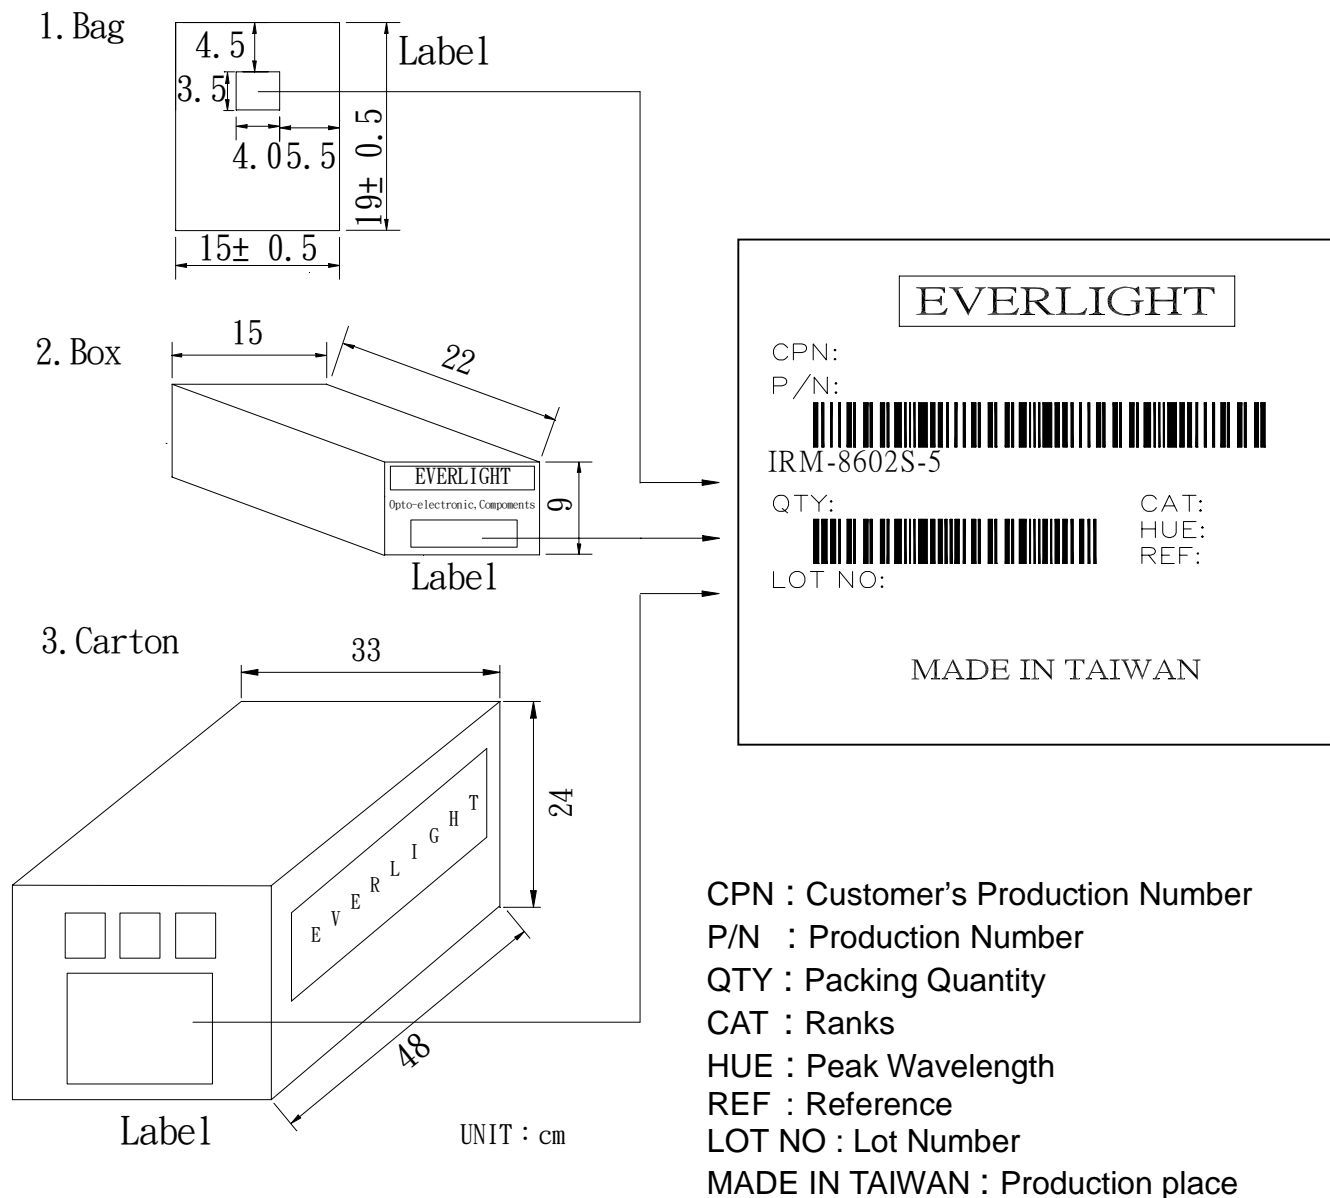 1. Bag
4.5
Label
3.5
4.0 5.5
19± 0.5
15± 0.5
2. Box
15
22
EVERLIGHT
Opto-electronic,Compoments
9
Label
3. Carton
33
24
EVERLIGHT
48
Label
UNIT：cm
EVERLIGHT
CPN:
P/N:
IRM-8602S-5
QTY:
CAT:
HUE:
REF:
LOT NO:
MADE IN TAIWAN
CPN：Customer's Production Number
P/N ：Production Number
QTY：Packing Quantity
CAT：Ranks
HUE：Peak Wavelength
REF：Reference
LOT NO : Lot Number
MADE IN TAIWAN：Production place